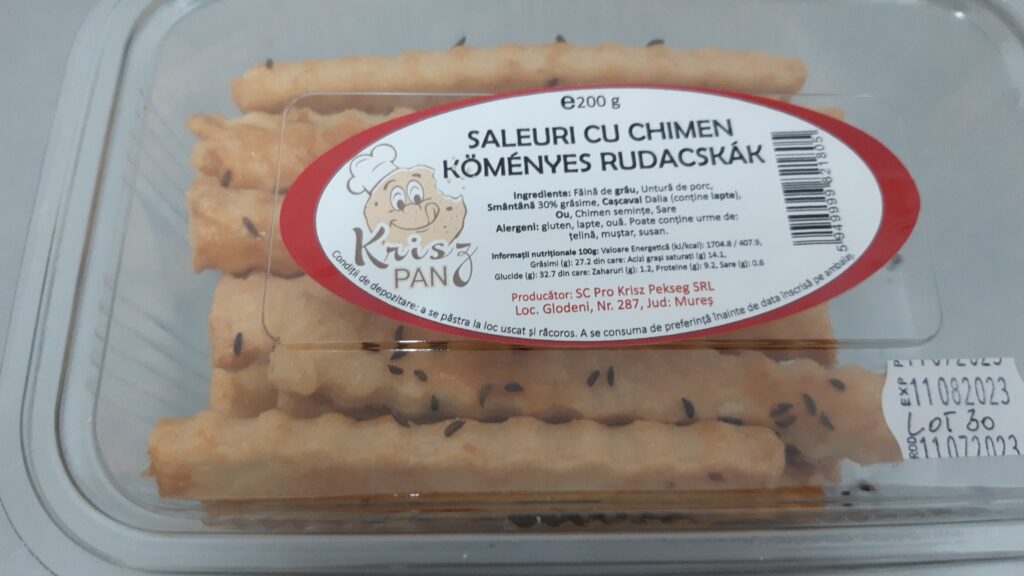 ℮200 g
SALEURI CU CHIMEN
KÖMÉNYES RUDACSKÁK
Ingrediente: Făină de grâu, Untură de porc,
Smântână 30% grăsime, Cașcaval Dalia (conține lapte),
Ou, Chimen semințe, Sare
Alergeni: gluten, lapte, ouă. Poate conține urme de:
țelină, muștar, susan.
Informații nutriționale 100g: Valoare Energetică (kJ/kcal): 1704.8 / 407.9,
Grăsimi (g): 27.2 din care: Acizi grași saturați (g) 14.1,
Glucide (g): 32.7 din care: Zaharuri (g): 1.2, Proteine (g): 9.2, Sare (g): 0.6
Producător: SC Pro Krisz Pekseg SRL
Loc. Glodeni, Nr. 287, Jud: Mureș
Krisz
PAN
Condiții de depozitare: a se păstra la loc uscat și răcoros. A se consuma de preferință înainte de data înscrisă pe ambalaj.
11072023
EXP 11082023
LOT 30
PROD 11072023